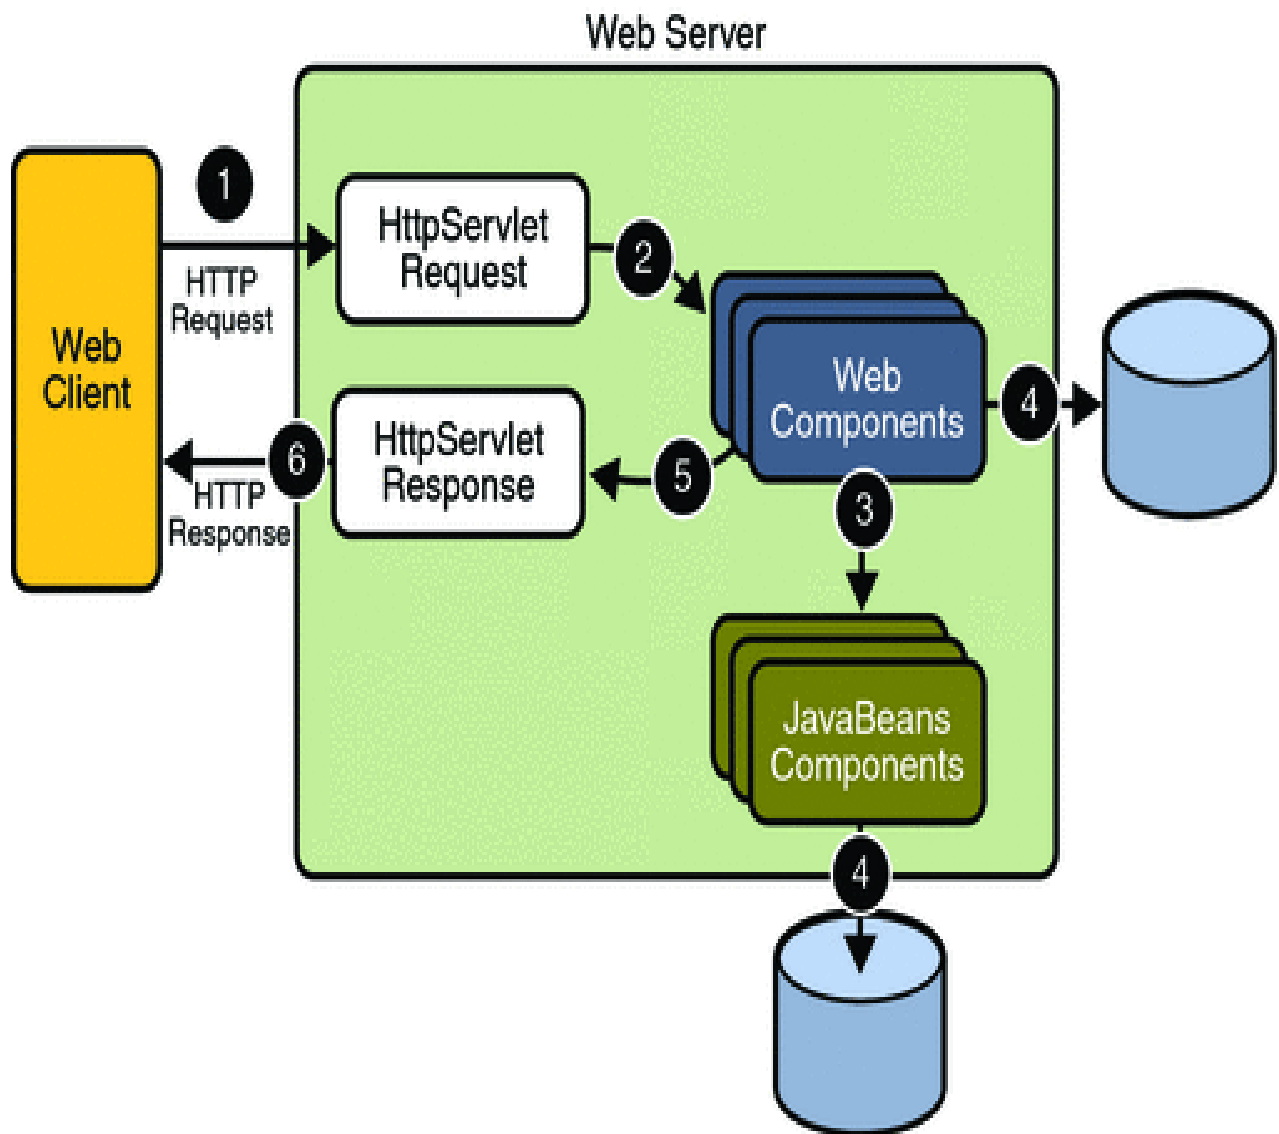 Web Server
1
HTTP
Request
HttpServlet
Request
2
Web
Client
Web
Components
4
HttpServlet
Response
5
6
HTTP
Response
3
JavaBeans
Components
4